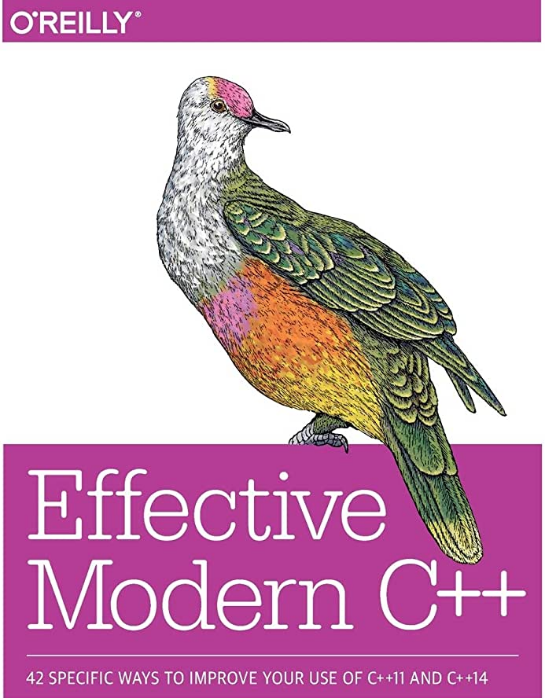 O'REILLY®
Effective
Modern C++
42 SPECIFIC WAYS TO IMPROVE YOUR USE OF C++11 AND C++14